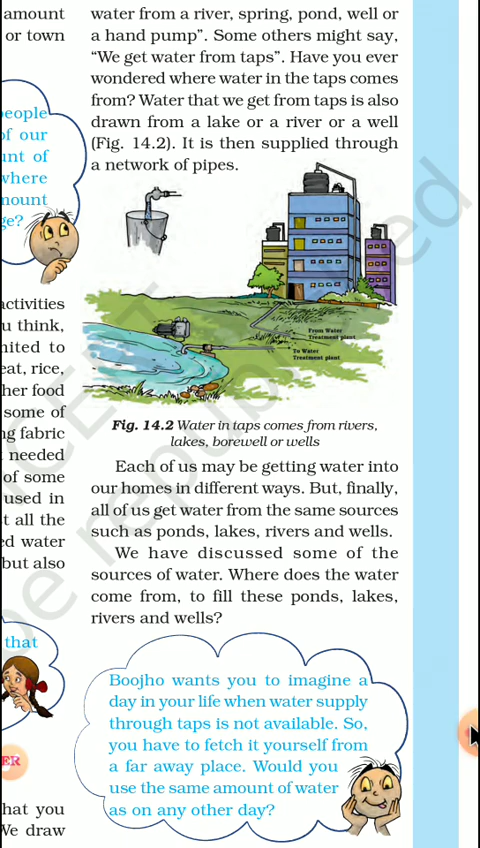 amount
or town
people
of our
unt of
where
mount
ge?
activities
u think,
nited to
eat, rice,
her food
some of
ng fabric
needed
of some
used in
t all the
ed water
but also
that
ER
hat you
We draw
water from a river, spring, pond, well or
a hand pump”. Some others might say,
“We get water from taps”. Have you ever
wondered where water in the taps comes
from? Water that we get from taps is also
drawn from a lake or a river or a well
(Fig. 14.2). It is then supplied through
a network of pipes.
From Water
Treatment plant
To Water
Treatment plant
Fig. 14.2 Water in taps comes from rivers,
lakes, borewell or wells
Each of us may be getting water into
our homes in different ways. But, finally,
all of us get water from the same sources
such as ponds, lakes, rivers and wells.
We have discussed some of the
sources of water. Where does the water
come from, to fill these ponds, lakes,
rivers and wells?
Boojho wants you to imagine a
day in your life when water supply
through taps is not available. So,
you have to fetch it yourself from
a far away place. Would you
use the same amount of water
as on any other day?
be republished